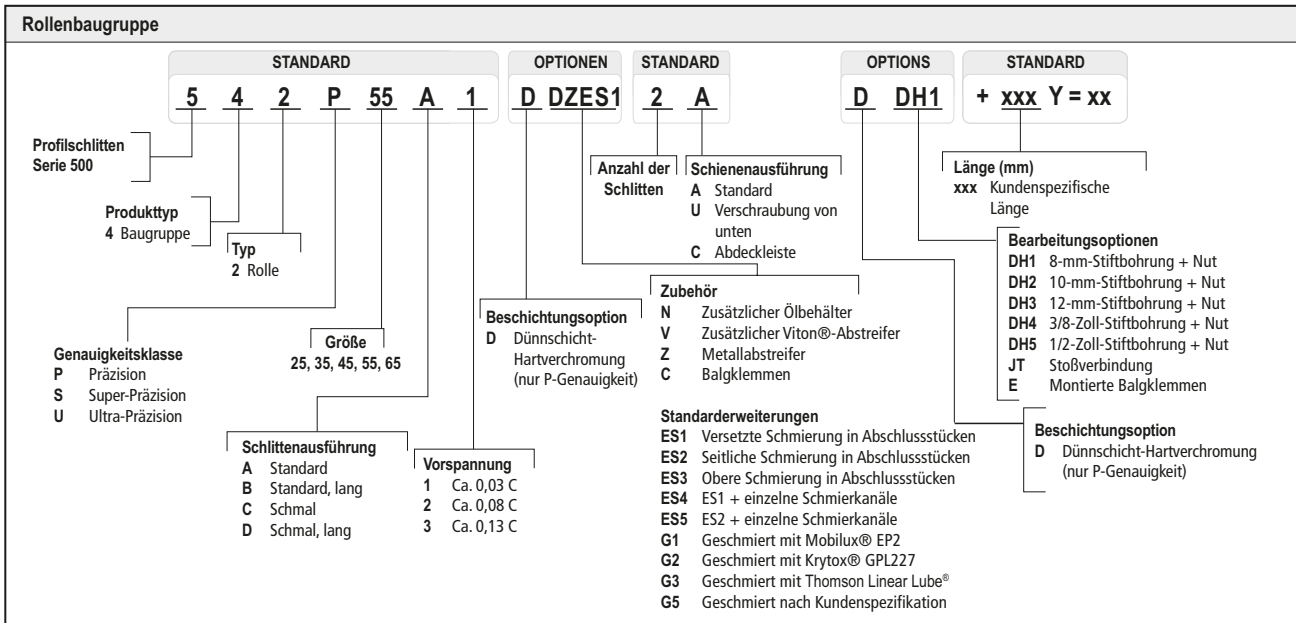 Rollenbaugruppe
STANDARD OPTIONEN STANDARD OPTIONS STANDARD
5 4 2 P 55 A 1 D DZES1 2 A D DH1 + xxx Y = xx
Profilschlitten
Serie 500
Produkttyp
4 Baugruppe
Typ
2 Rolle
Genauigkeitsklasse
P Präzision
S Super-Präzision
U Ultra-Präzision
Größe
25, 35, 45, 55, 65
Schlittenausführung
A Standard
B Standard, lang
C Schmal
D Schmal, lang
Vorspannung
1 Ca. 0,03 C
2 Ca. 0,08 C
3 Ca. 0,13 C
Beschichtungsoption
D Dünnschicht-
Hartverchromung
(nur P-Genauigkeit)
Anzahl der
Schlitten
Schienenausführung
A Standard
U Verschraubung von
unten
C Abdeckleiste
Zubehör
N Zusätzlicher Ölbehälter
V Zusätzlicher Viton®-Abstreifer
Z Metallabstreifer
C Balgklemmen
Standarderweiterungen
ES1 Versetzte Schmierung in Abschlussstücken
ES2 Seitliche Schmierung in Abschlussstücken
ES3 Obere Schmierung in Abschlussstücken
ES4 ES1 + einzelne Schmierkanäle
ES5 ES2 + einzelne Schmierkanäle
G1 Geschmiert mit Mobilux® EP2
G2 Geschmiert mit Krytox® GPL227
G3 Geschmiert mit Thomson Linear Lube®
G5 Geschmiert nach Kundenspezifikation
Länge (mm)
xxx Kundenspezifische
Länge
Bearbeitungsoptionen
DH1 8-mm-Stiftbohrung + Nut
DH2 10-mm-Stiftbohrung + Nut
DH3 12-mm-Stiftbohrung + Nut
DH4 3/8-Zoll-Stiftbohrung + Nut
DH5 1/2-Zoll-Stiftbohrung + Nut
JT Stoßverbindung
E Montierte Balgklemmen
Beschichtungsoption
D Dünnschicht-Hartverchromung
(nur P-Genauigkeit)